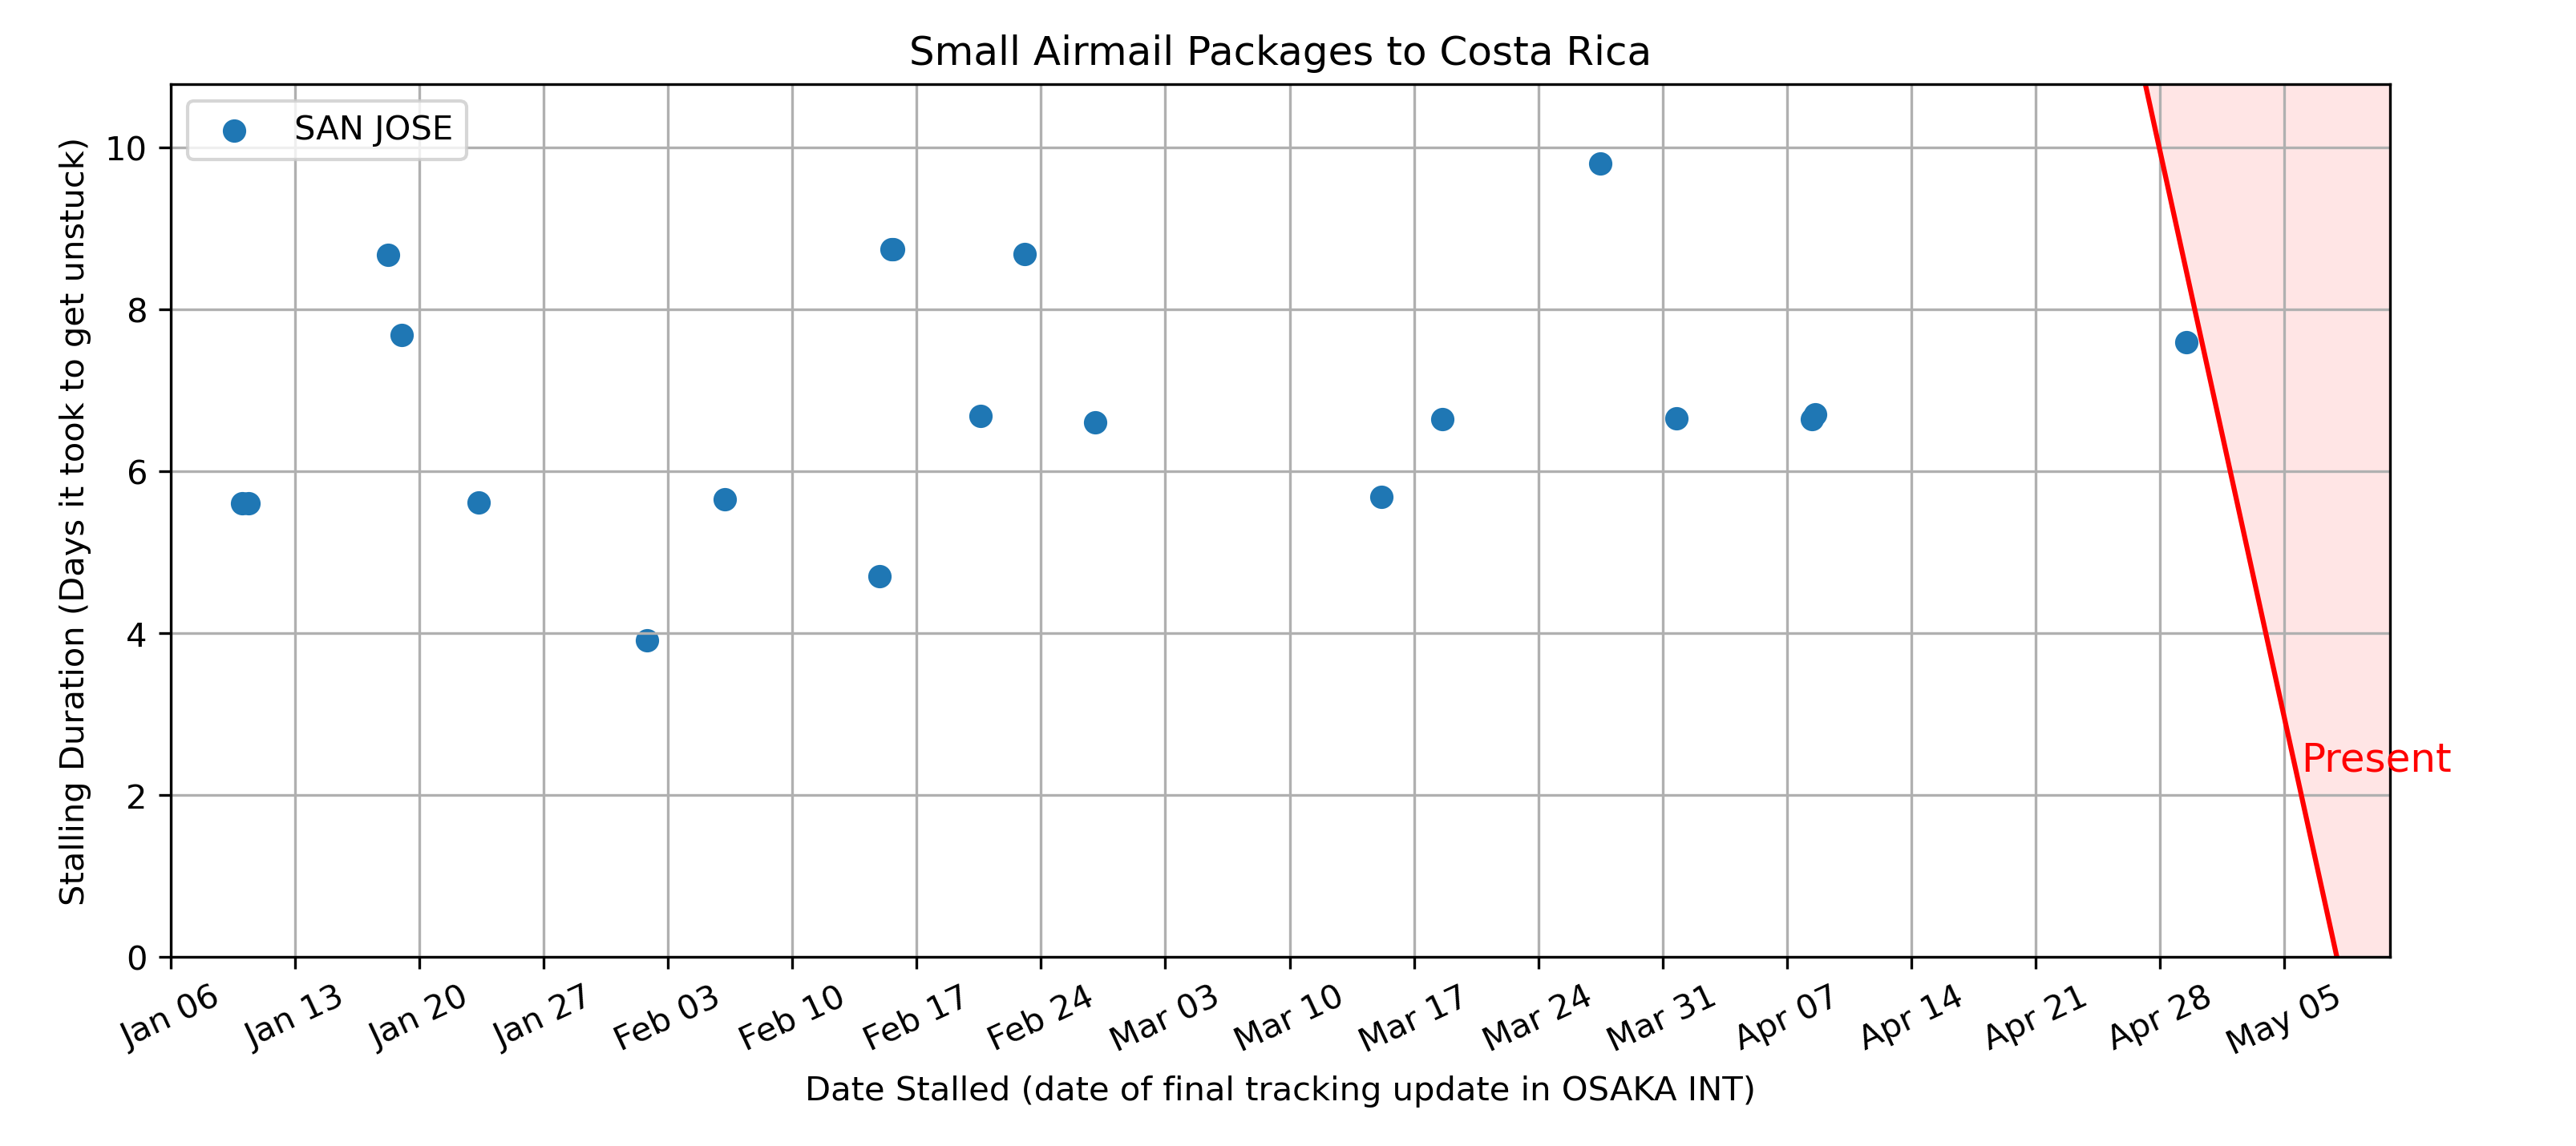 Small Airmail Packages to Costa Rica
SAN JOSE
Stalling Duration (Days it took to get unstuck)
10
8
6
4
2
0
Present
Jan 06
Jan 13
Jan 20
Jan 27
Feb 03
Feb 10
Feb 17
Feb 24
Mar 03
Mar 10
Mar 17
Mar 24
Mar 31
Apr 07
Apr 14
Apr 21
Apr 28
May 05
Date Stalled (date of final tracking update in OSAKA INT)